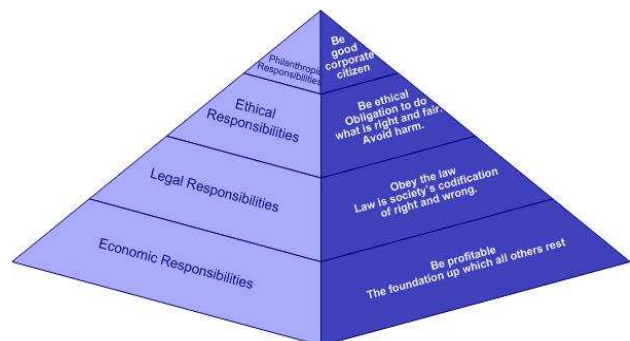 Philanthropic
Responsibilities
Be
good
corporate
citizen
Ethical
Responsibilities
Be ethical
Obligation to do
what is right and fair.
Avoid harm.
Legal Responsibilities
Obey the law
Law is society's codification
of right and wrong.
Economic Responsibilities
Be profitable
The foundation up which all others rest